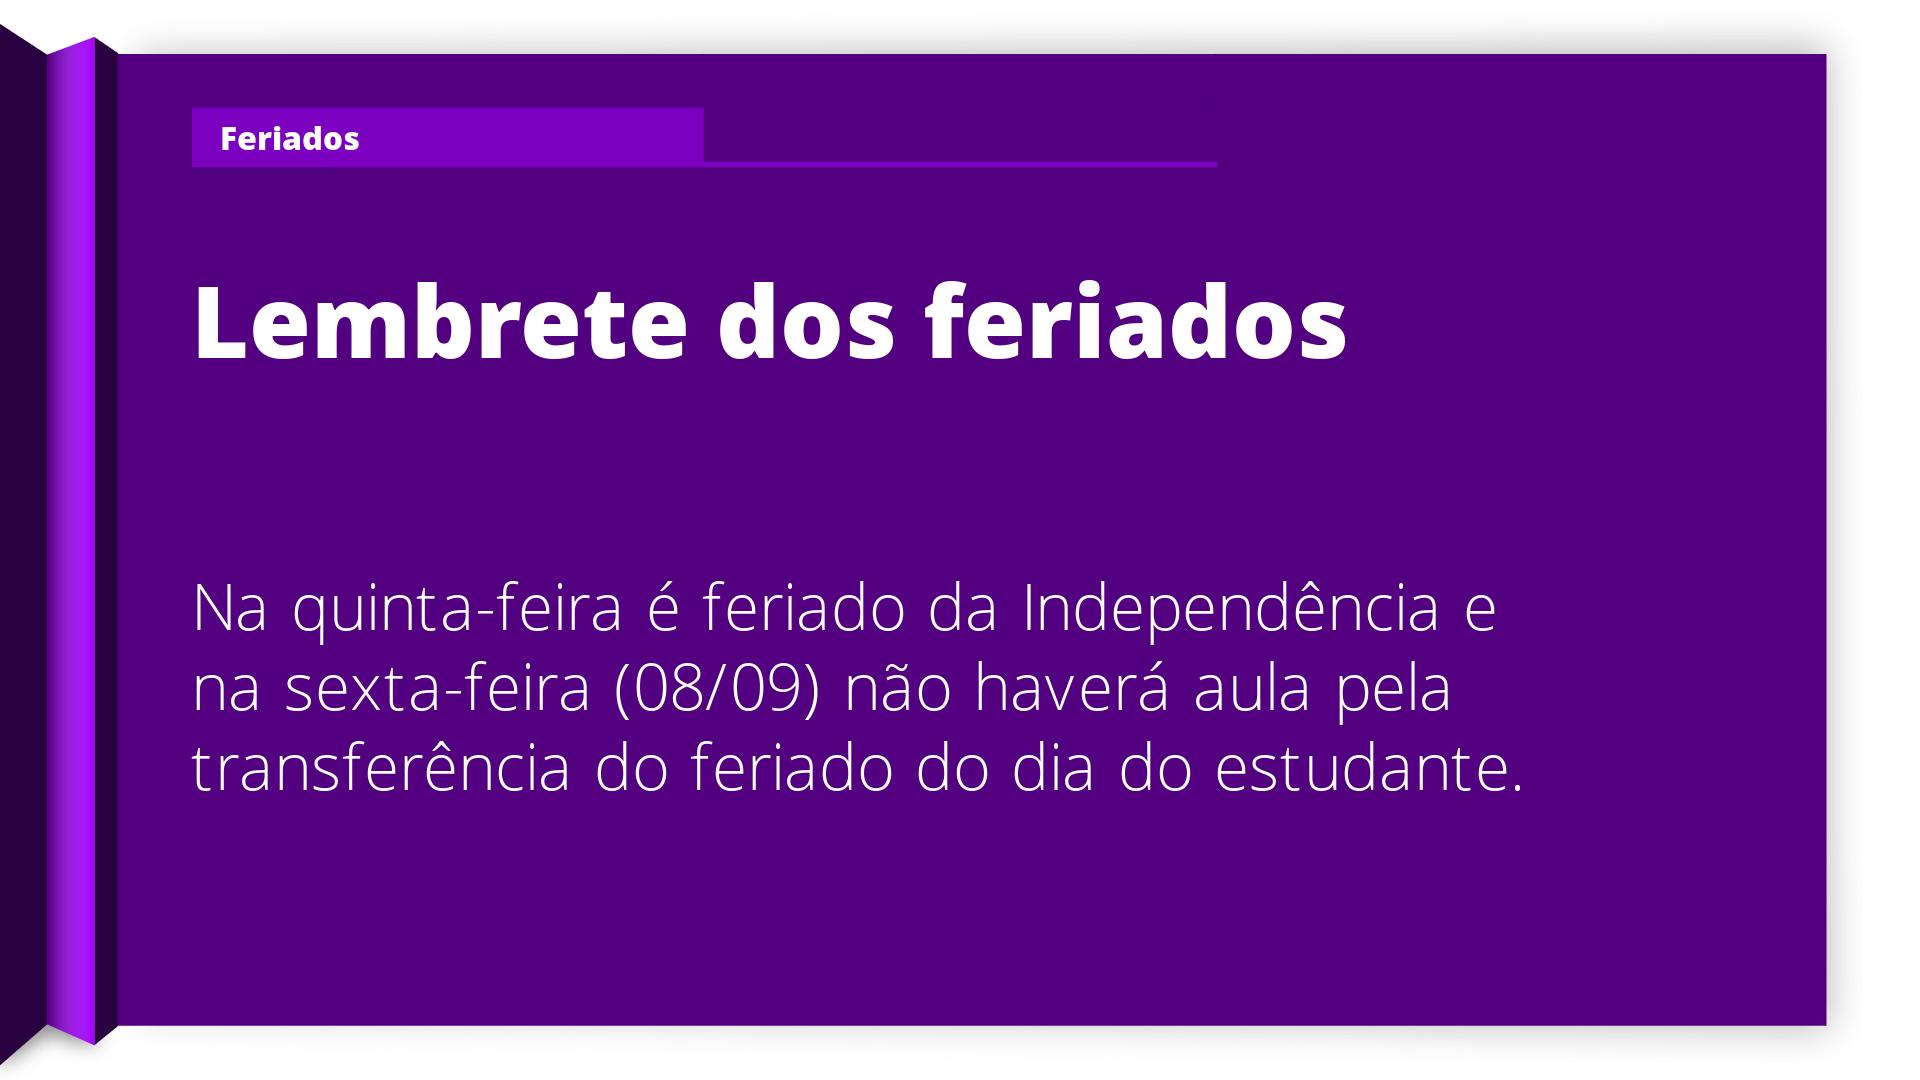 Feriados
Lembrete dos feriados
Na quinta-feira é feriado da Independência e
na sexta-feira (08/09) não haverá aula pela
transferência do feriado do dia do estudante.